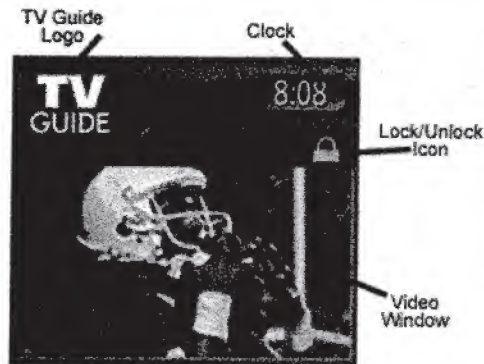 TV Guide
Logo
Clock
TV
GUIDE
8:08
Lock/Unlock
Icon
Video
Window